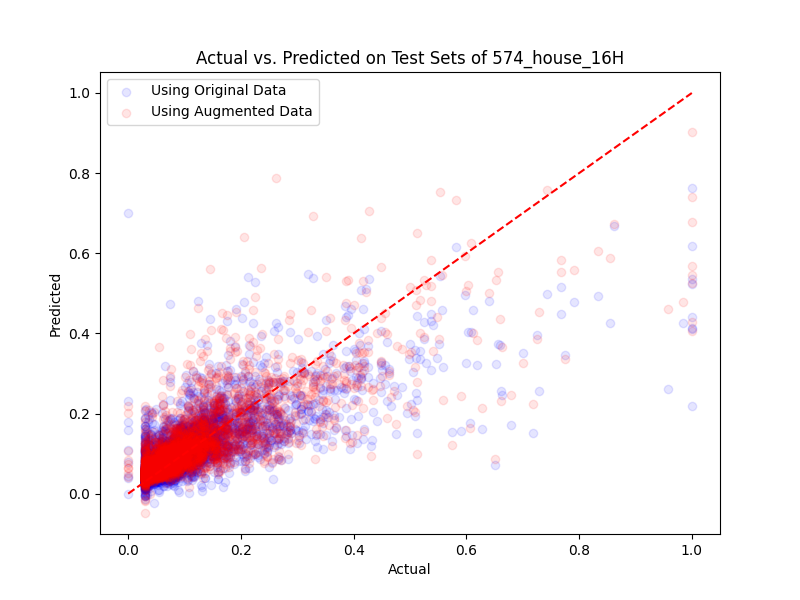 Actual vs. Predicted on Test Sets of 574_house_16H
Using Original Data
Using Augmented Data
1.0
0.8
0.6
0.4
0.2
0.0
Predicted
0.0 0.2 0.4 0.6 0.8 1.0
Actual